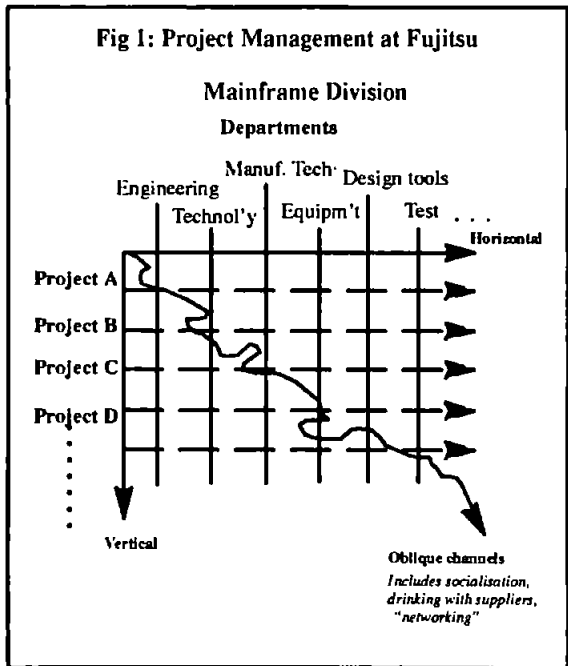 Fig 1: Project Management at Fujitsu
Mainframe Division
Departments
Manuf. Tech·
Design tools
Engineering
Technol'y
Equipm't
Test . . .
Horizontal
Project A
Project B
Project C
Project D
Vertical
Oblique channels
Includes socialisation,
drinking with suppliers,
"networking"